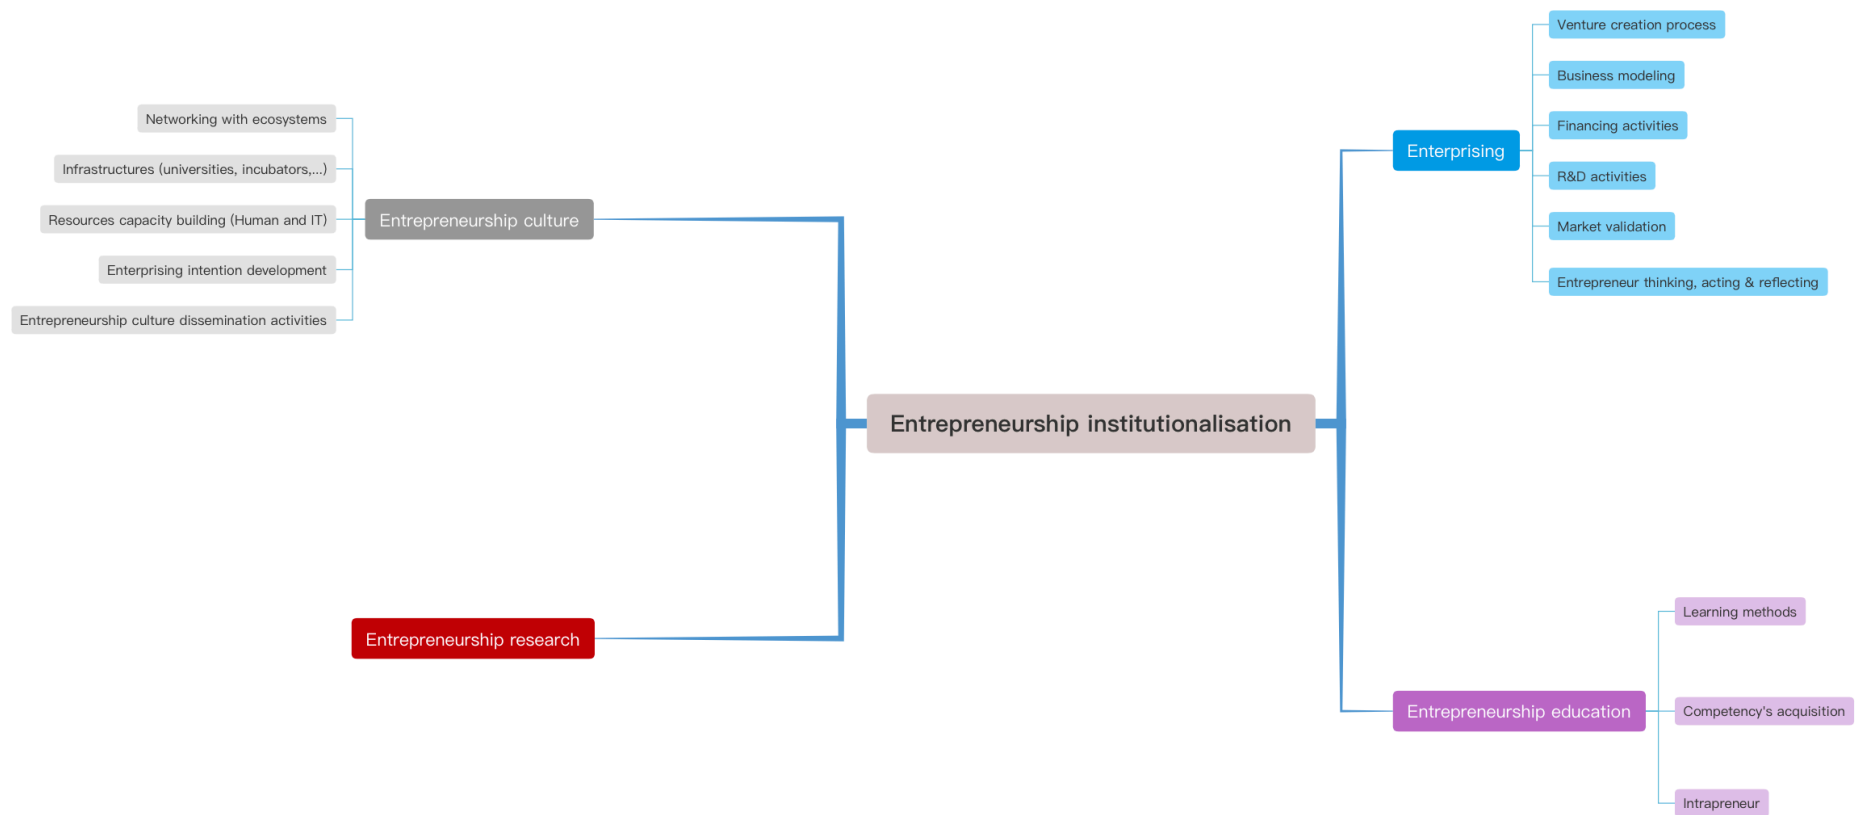 Venture creation process
Business modeling
Financing activities
R&D activities
Market validation
Entrepreneur thinking, acting & reflecting
Enterprising
Networking with ecosystems
Infrastructures (universities, incubators,...)
Resources capacity building (Human and IT)
Enterprising intention development
Entrepreneurship culture dissemination activities
Entrepreneurship culture
Entrepreneurship institutionalisation
Entrepreneurship research
Entrepreneurship education
Learning methods
Competency's acquisition
Intrapreneur